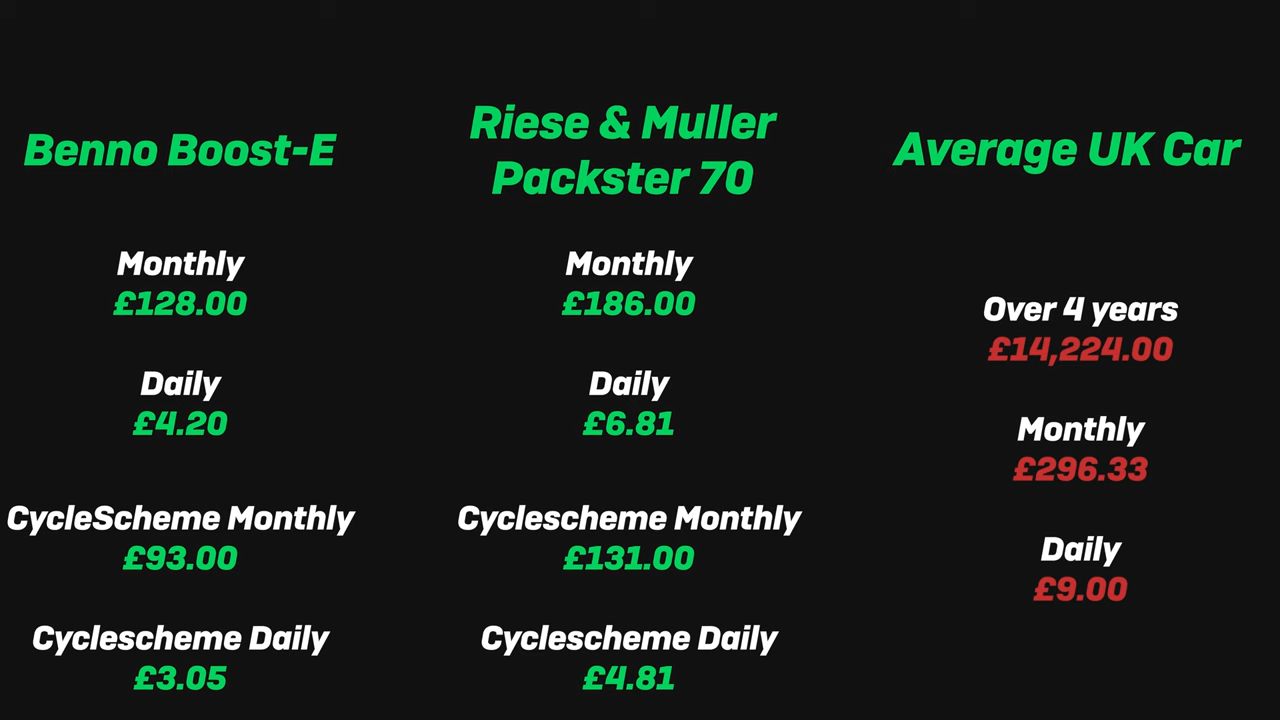 Benno Boost-E
Monthly
£128.00
Daily
£4.20
CycleScheme Monthly
£93.00
Cyclescheme Daily
£3.05
Riese & Muller
Packster 70
Monthly
£186.00
Daily
£6.81
Cyclescheme Monthly
£131.00
Cyclescheme Daily
£4.81
Average UK Car
Over 4 years
£14,224.00
Monthly
£296.33
Daily
£9.00